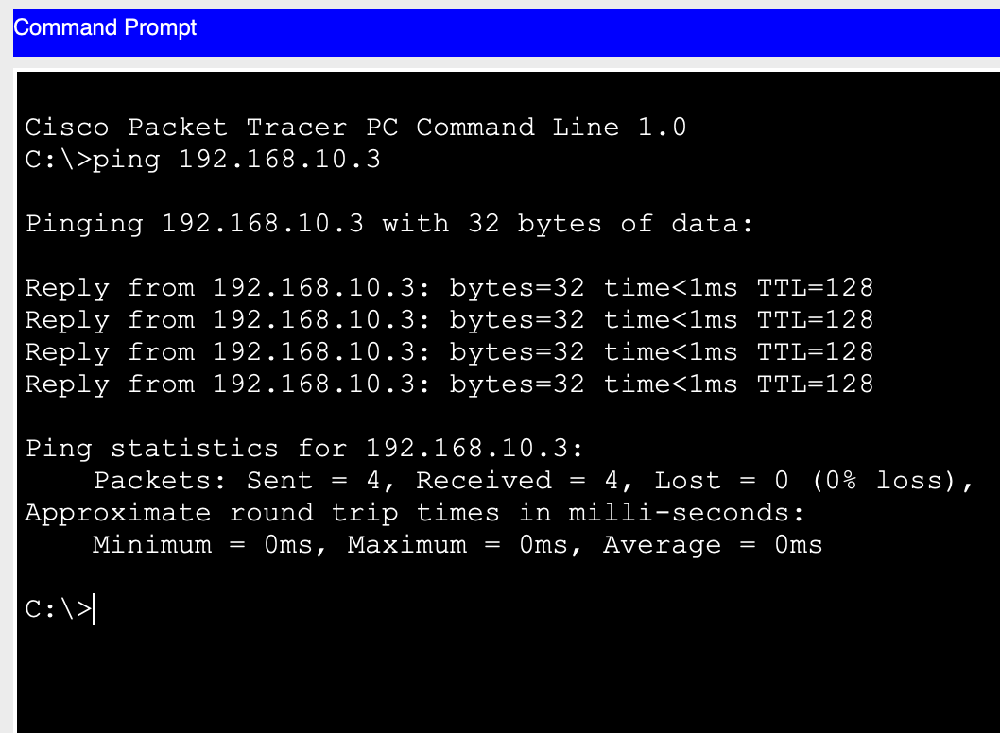 Command Prompt
Cisco Packet Tracer PC Command Line 1.0
C:\>ping 192.168.10.3
Pinging 192.168.10.3 with 32 bytes of data:
Reply from 192.168.10.3: bytes=32 time<1ms TTL=128
Reply from 192.168.10.3: bytes=32 time<1ms TTL=128
Reply from 192.168.10.3: bytes=32 time<1ms TTL=128
Reply from 192.168.10.3: bytes=32 time<1ms TTL=128
Ping statistics for 192.168.10.3:
    Packets: Sent = 4, Received = 4, Lost = 0 (0% loss),
Approximate round trip times in milli-seconds:
    Minimum = 0ms, Maximum = 0ms, Average = 0ms
C:\>